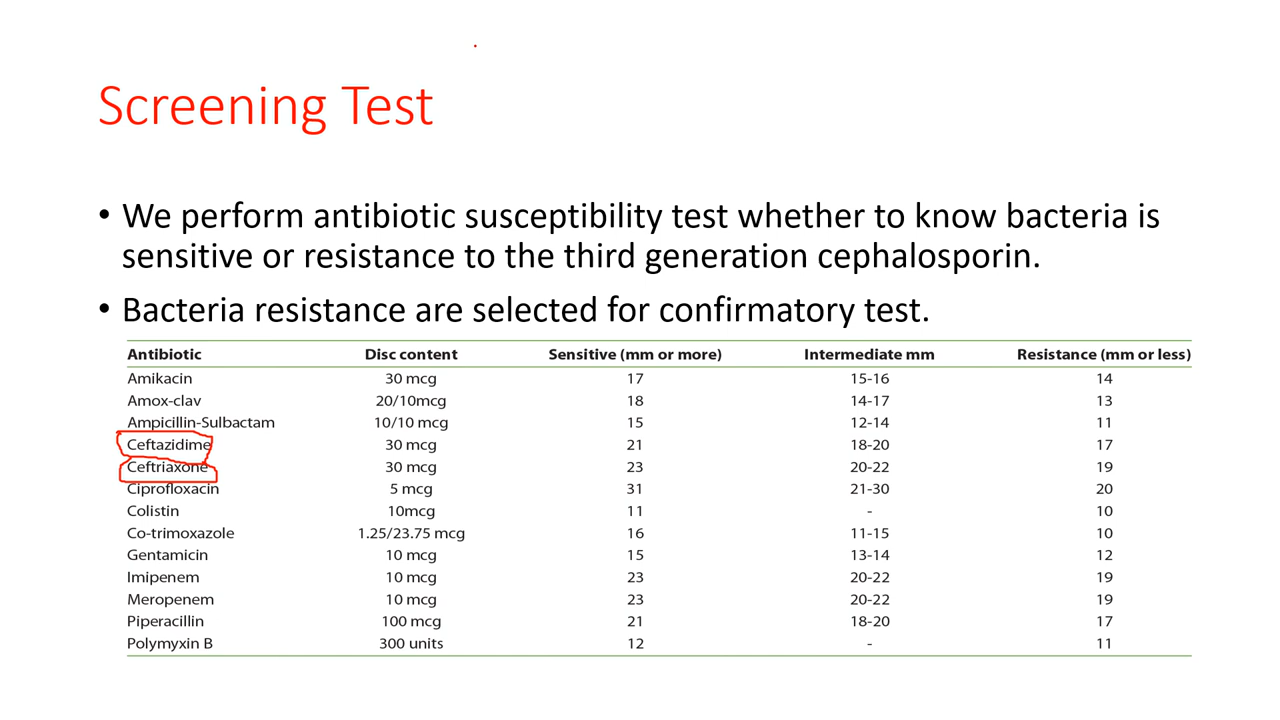 Screening Test
• We perform antibiotic susceptibility test whether to know bacteria is
sensitive or resistance to the third generation cephalosporin.
• Bacteria resistance are selected for confirmatory test.
Antibiotic Disc content Sensitive (mm or more) Intermediate mm Resistance (mm or less)
Amikacin 30 mcg 17 15-16 14
Amox-clav 20/10mcg 18 14-17 13
Ampicillin-Sulbactam 10/10 mcg 15 12-14 11
Ceftazidime 30 mcg 21 18-20 17
Ceftriaxone 30 mcg 23 20-22 19
Ciprofloxacin 5 mcg 31 21-30 20
Colistin 10mcg 11 - 10
Co-trimoxazole 1.25/23.75 mcg 16 11-15 10
Gentamicin 10 mcg 15 13-14 12
Imipenem 10 mcg 23 20-22 19
Meropenem 10 mcg 23 20-22 19
Piperacillin 100 mcg 21 18-20 17
Polymyxin B 300 units 12 - 11